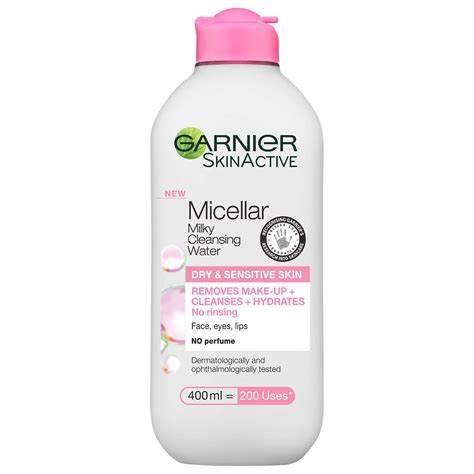 GARNIER
SKINACTIVE
NEW
Micellar
Milky
Cleansing
Water
DRY & SENSITIVE SKIN
REMOVES MAKE-UP +
CLEANSES + HYDRATES
No rinsing
Face, eyes, lips
NO perfume
Dermatologically and
ophthalmologically tested
400ml = 200 Uses*